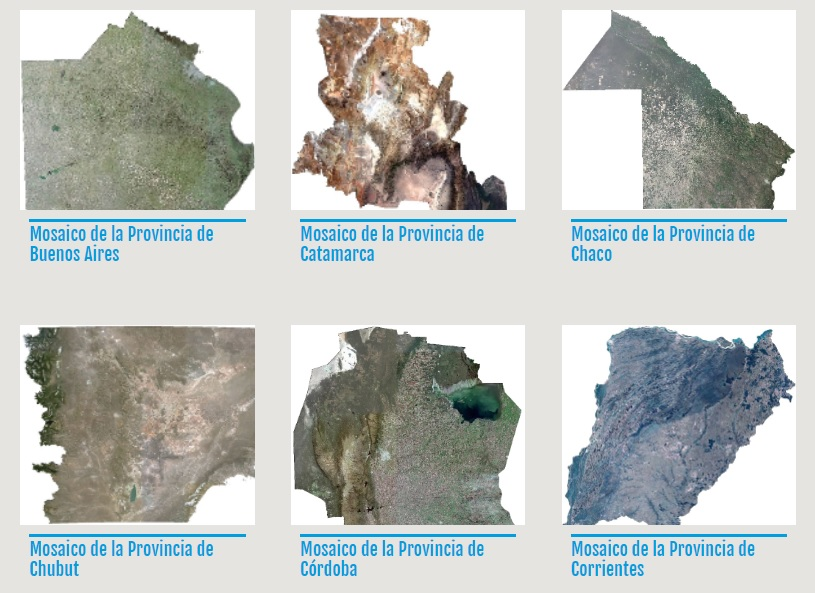 Mosaico de la Provincia de
Buenos Aires
Mosaico de la Provincia de
Catamarca
Mosaico de la Provincia de
Chaco
Mosaico de la Provincia de
Chubut
Mosaico de la Provincia de
Córdoba
Mosaico de la Provincia de
Corrientes